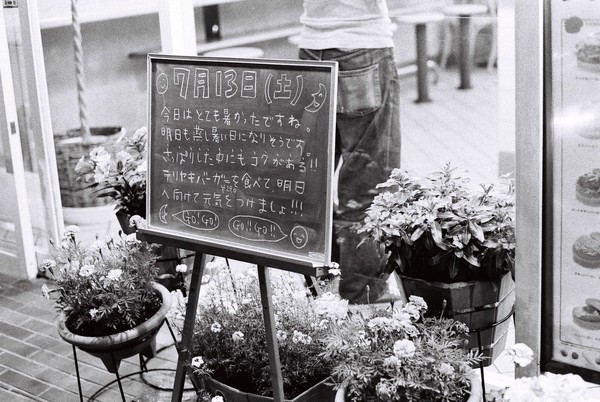 7月13日(土)
今日はとても暑かったですね。
明日も蒸し暑い日になりそうです
さっぱりした中にもコクがある!!
テリヤキバーガーを食べて、明日
へ向けて元気をつけましょ!!!
GO!GO!
GO!!GO!!